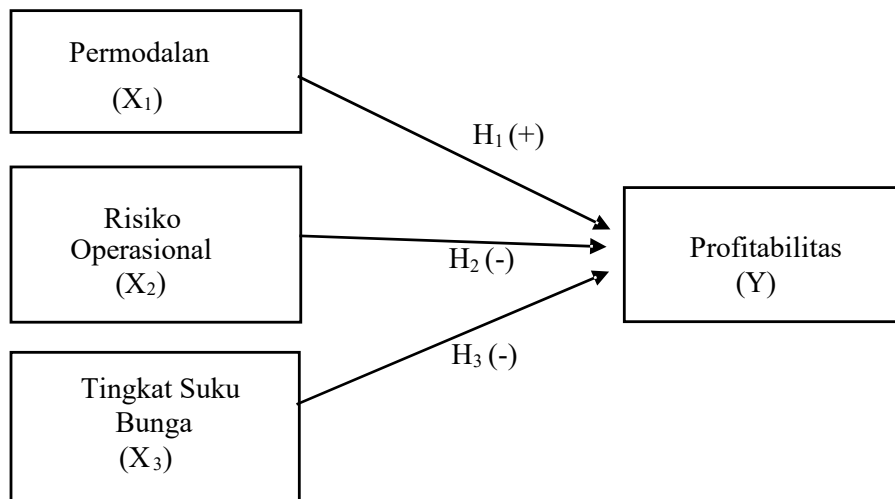 Permodalan
(X₁)
H₁ (+)
Risiko
Operasional
(X₂)
H₂ (-)
Profitabilitas
(Y)
H₃ (-)
Tingkat Suku
Bunga
(X₃)